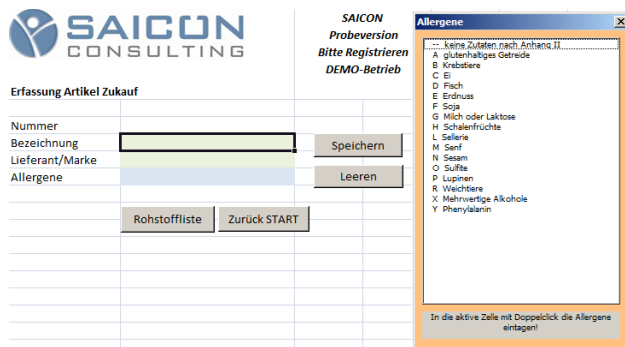 SAICON
CONSULTING
SAICON
Probeversion
Bitte Registrieren
DEMO-Betrieb
Erfassung Artikel Zukauf
Nummer
Bezeichnung
Lieferant/Marke
Allergene
Speichern
Leeren
Rohstoffliste
Zurück START
Allergene
-- keine Zutaten nach Anhang II
A glutenhaltiges Getreide
B Krebstiere
C Ei
D Fisch
E Erdnuss
F Soja
G Milch oder Laktose
H Schalenfrüchte
L Sellerie
M Senf
N Sesam
O Sulfite
P Lupinen
R Weichtiere
X Mehrwertige Alkohole
Y Phenylalanin
In die aktive Zelle mit Doppelclick die Allergene
eintagen!